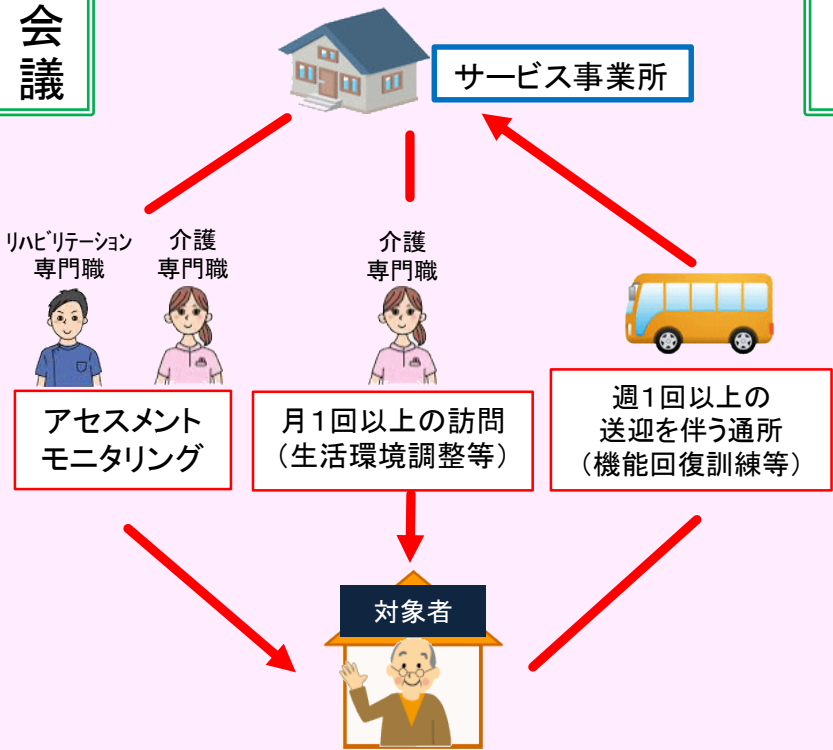 会
議
サービス事業所
リハビリテーション
専門職
介護
専門職
介護
専門職
アセスメント
モニタリング
月1回以上の訪問
（生活環境調整等）
週1回以上の
送迎を伴う通所
（機能回復訓練等）
対象者